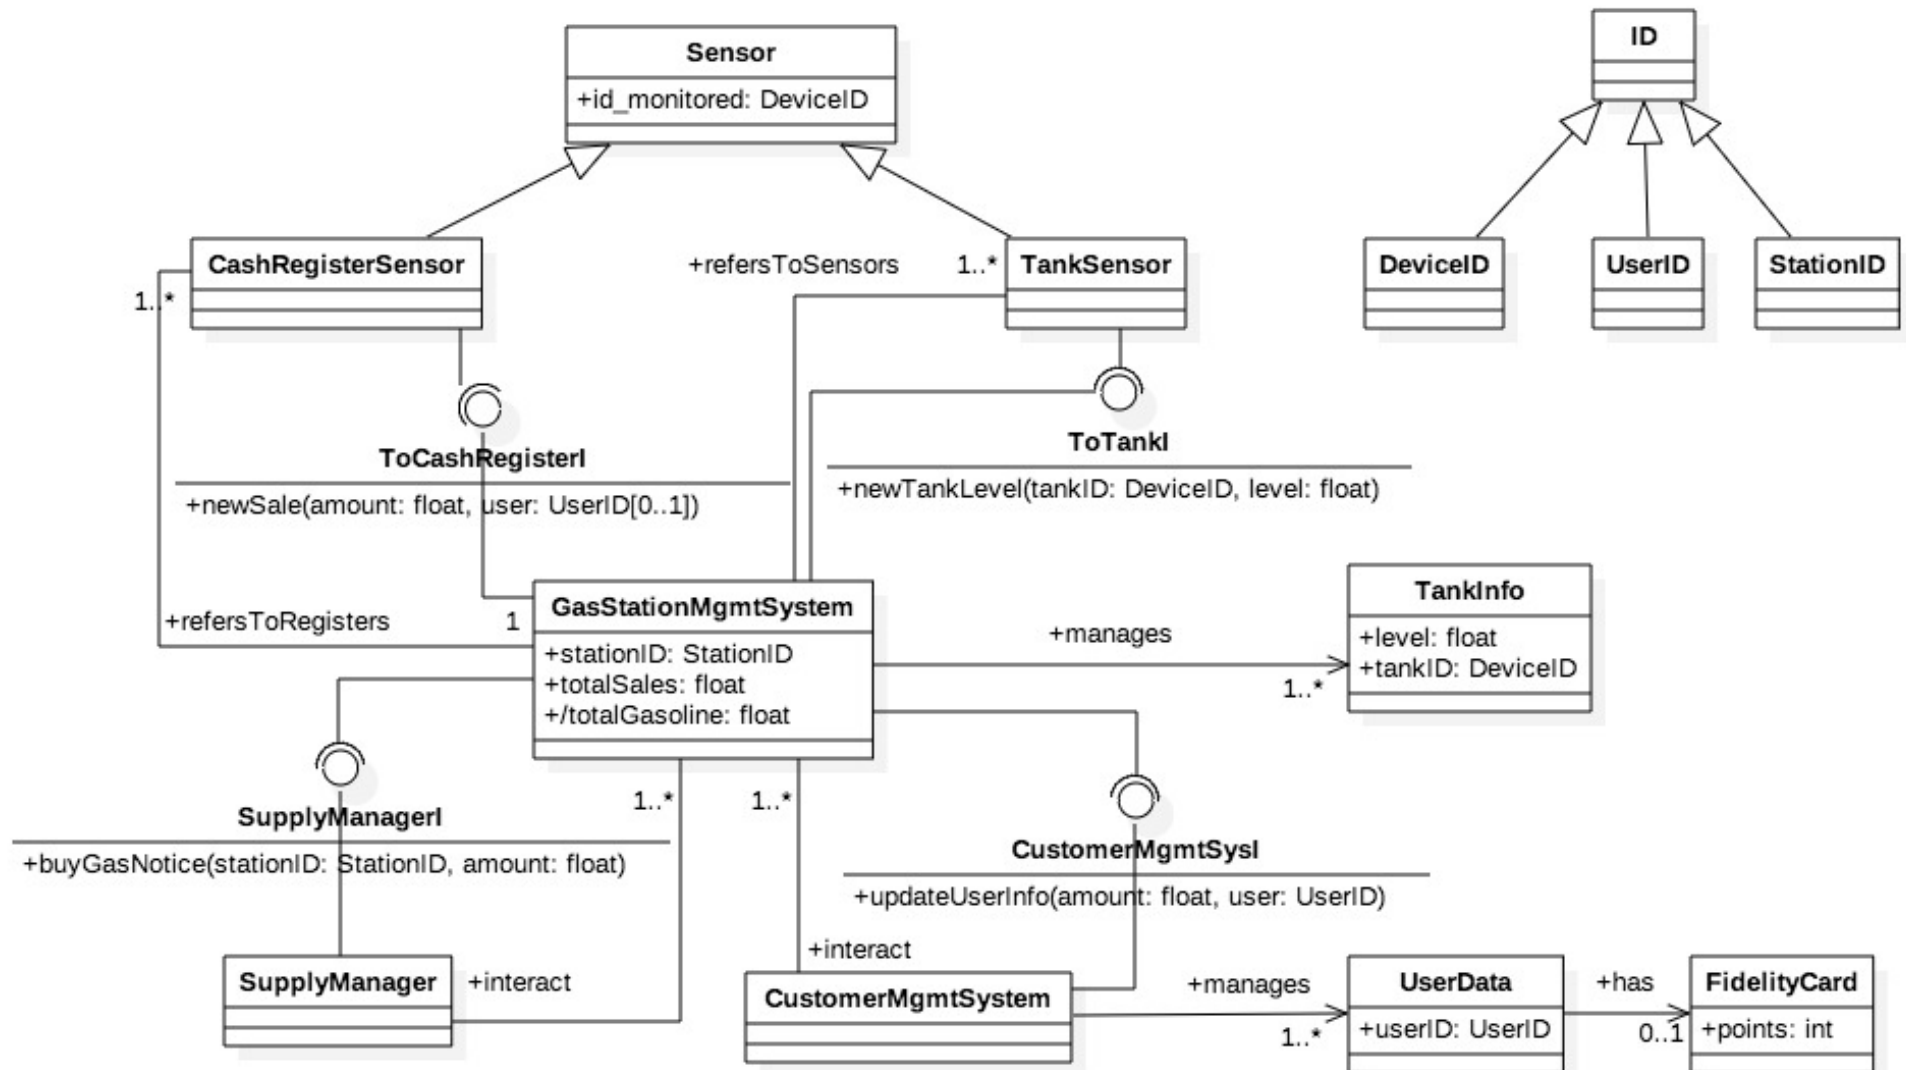 Sensor
+id_monitored: DeviceID
ID
CashRegisterSensor
1..*
+refersToSensors
1..*
TankSensor
DeviceID
UserID
StationID
ToCashRegisterI
+newSale(amount: float, user: UserID[0..1])
ToTankI
+newTankLevel(tankID: DeviceID, level: float)
+refersToRegisters
1
GasStationMgmtSystem
+stationID: StationID
+totalSales: float
+/totalGasoline: float
+manages
1..*
TankInfo
+level: float
+tankID: DeviceID
1..*
1..*
SupplyManagerI
+buyGasNotice(stationID: StationID, amount: float)
CustomerMgmtSysI
+updateUserInfo(amount: float, user: UserID)
SupplyManager
+interact
+interact
CustomerMgmtSystem
+manages
1..*
UserData
+userID: UserID
+has
0..1
FidelityCard
+points: int